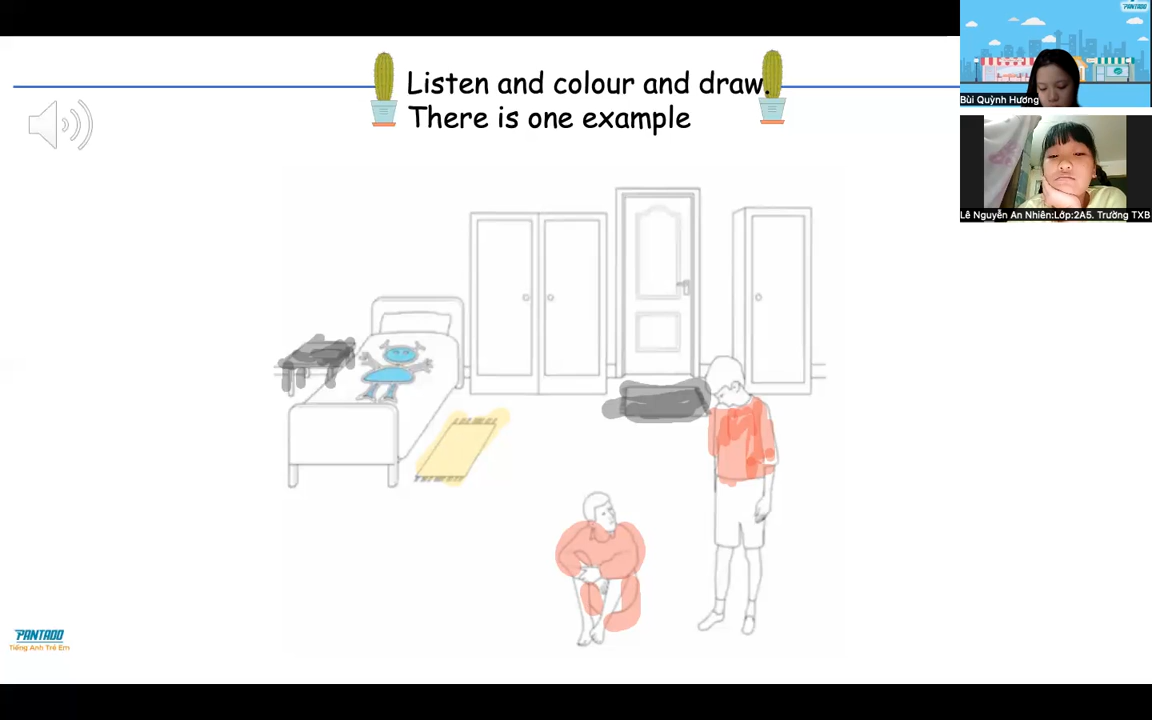 PANTADO
Listen and colour and draw.
There is one example
Bùi Quỳnh Hương
Lê Nguyễn An Nhiên:Lớp:2A5. Trường TXB
PANTADO
Tiếng Anh Trẻ Em